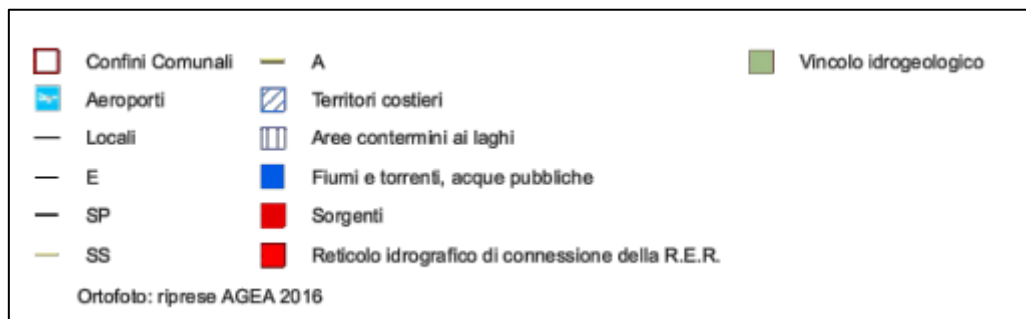 Confini Comunali
Aeroporti
Locali
E
SP
SS
A
Territori costieri
Aree contermini ai laghi
Fiumi e torrenti, acque pubbliche
Sorgenti
Reticolo idrografico di connessione della R.E.R.
Vincolo idrogeologico
Ortofoto: riprese AGEA 2016